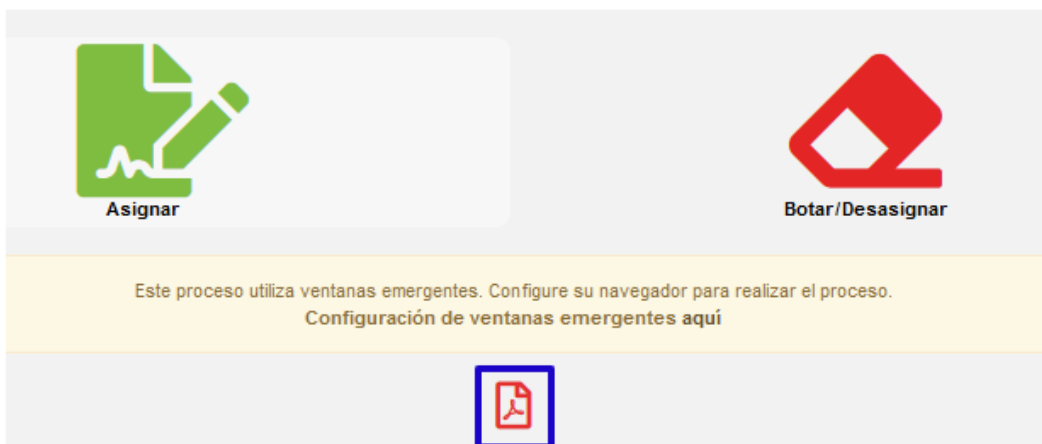 Asignar
Botar/Desasignar
Este proceso utiliza ventanas emergentes. Configure su navegador para realizar el proceso.
Configuración de ventanas emergentes aquí